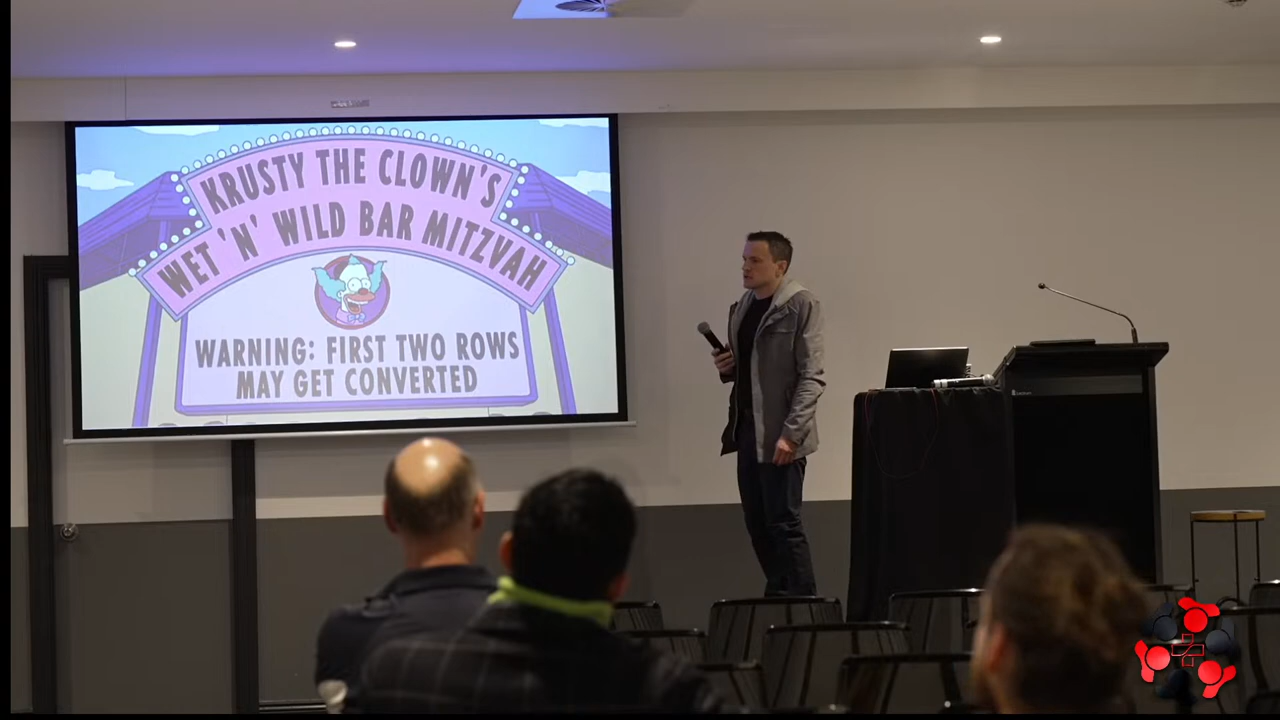 KRUSTY THE CLOWN'S
WET 'N' WILD BAR MITZVAH
WARNING: FIRST TWO ROWS
MAY GET CONVERTED